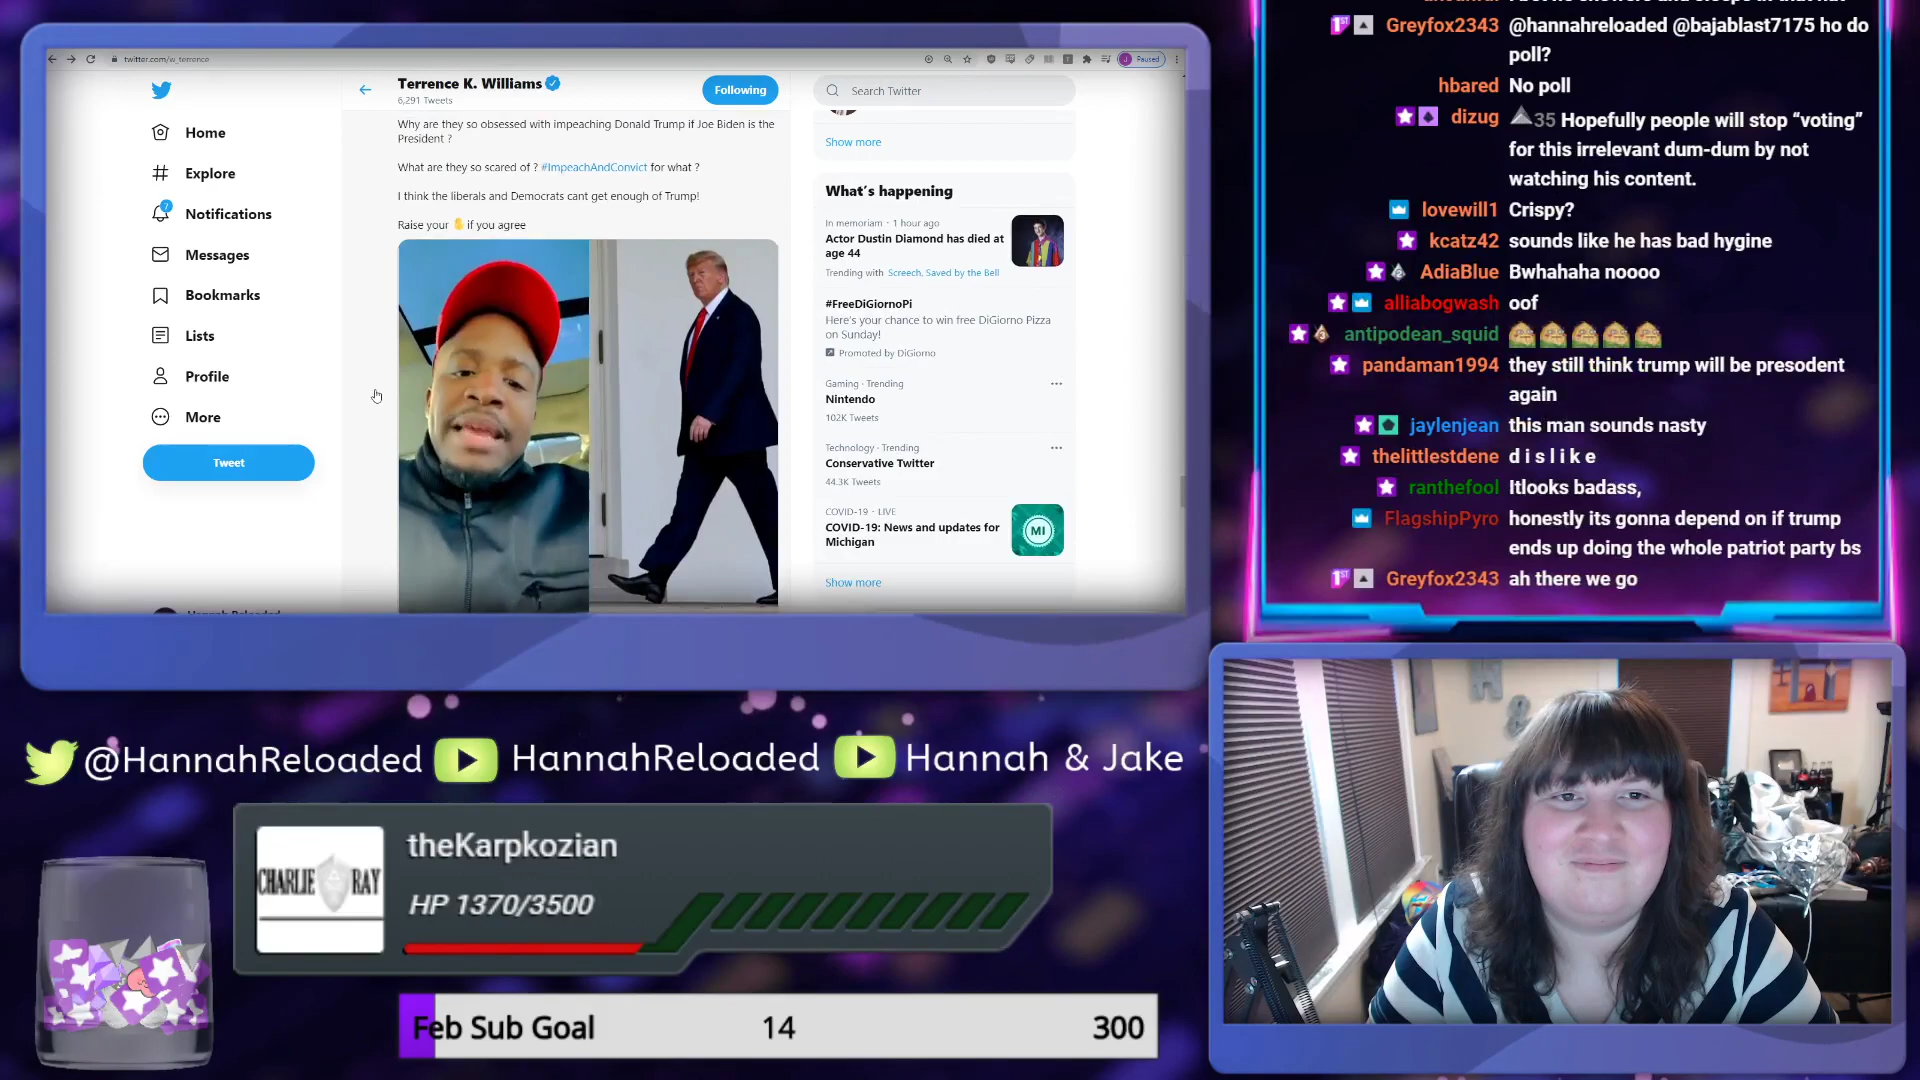 twitter.com/w_terrence
Paused
Terrence K. Williams
6,291 Tweets
Following
Search Twitter
Home
Explore
7
Notifications
Messages
Bookmarks
Lists
Profile
More
Tweet
Why are they so obsessed with impeaching Donald Trump if Joe Biden is the
President ?
What are they so scared of ? #ImpeachAndConvict for what ?
I think the liberals and Democrats cant get enough of Trump!
Raise your ✋ if you agree
Show more
What's happening
In memoriam · 1 hour ago
Actor Dustin Diamond has died at
age 44
Trending with Screech, Saved by the Bell
#FreeDiGiornoPi
Here's your chance to win free DiGiorno Pizza
on Sunday!
Promoted by DiGiorno
Gaming · Trending
Nintendo
102K Tweets
Technology · Trending
Conservative Twitter
44.3K Tweets
COVID-19 · LIVE
COVID-19: News and updates for
Michigan
MI
Show more
Greyfox2343 @hannahreloaded @bajablast7175 ho do
poll?
hbared No poll
dizug 35 Hopefully people will stop “voting”
for this irrelevant dum-dum by not
watching his content.
lovewill1 Crispy?
kcatz42 sounds like he has bad hygine
AdiaBlue Bwhahaha noooo
alliabogwash oof
antipodean_squid
pandaman1994 they still think trump will be presodent
again
jaylenjean this man sounds nasty
thelittlestdene d i s l i k e
ranthefool Itlooks badass,
FlagshipPyro honestly its gonna depend on if trump
ends up doing the whole patriot party bs
Greyfox2343 ah there we go
@HannahReloaded HannahReloaded Hannah & Jake
CHARLIE RAY
theKarpkozian
HP 1370/3500
Feb Sub Goal 14 300